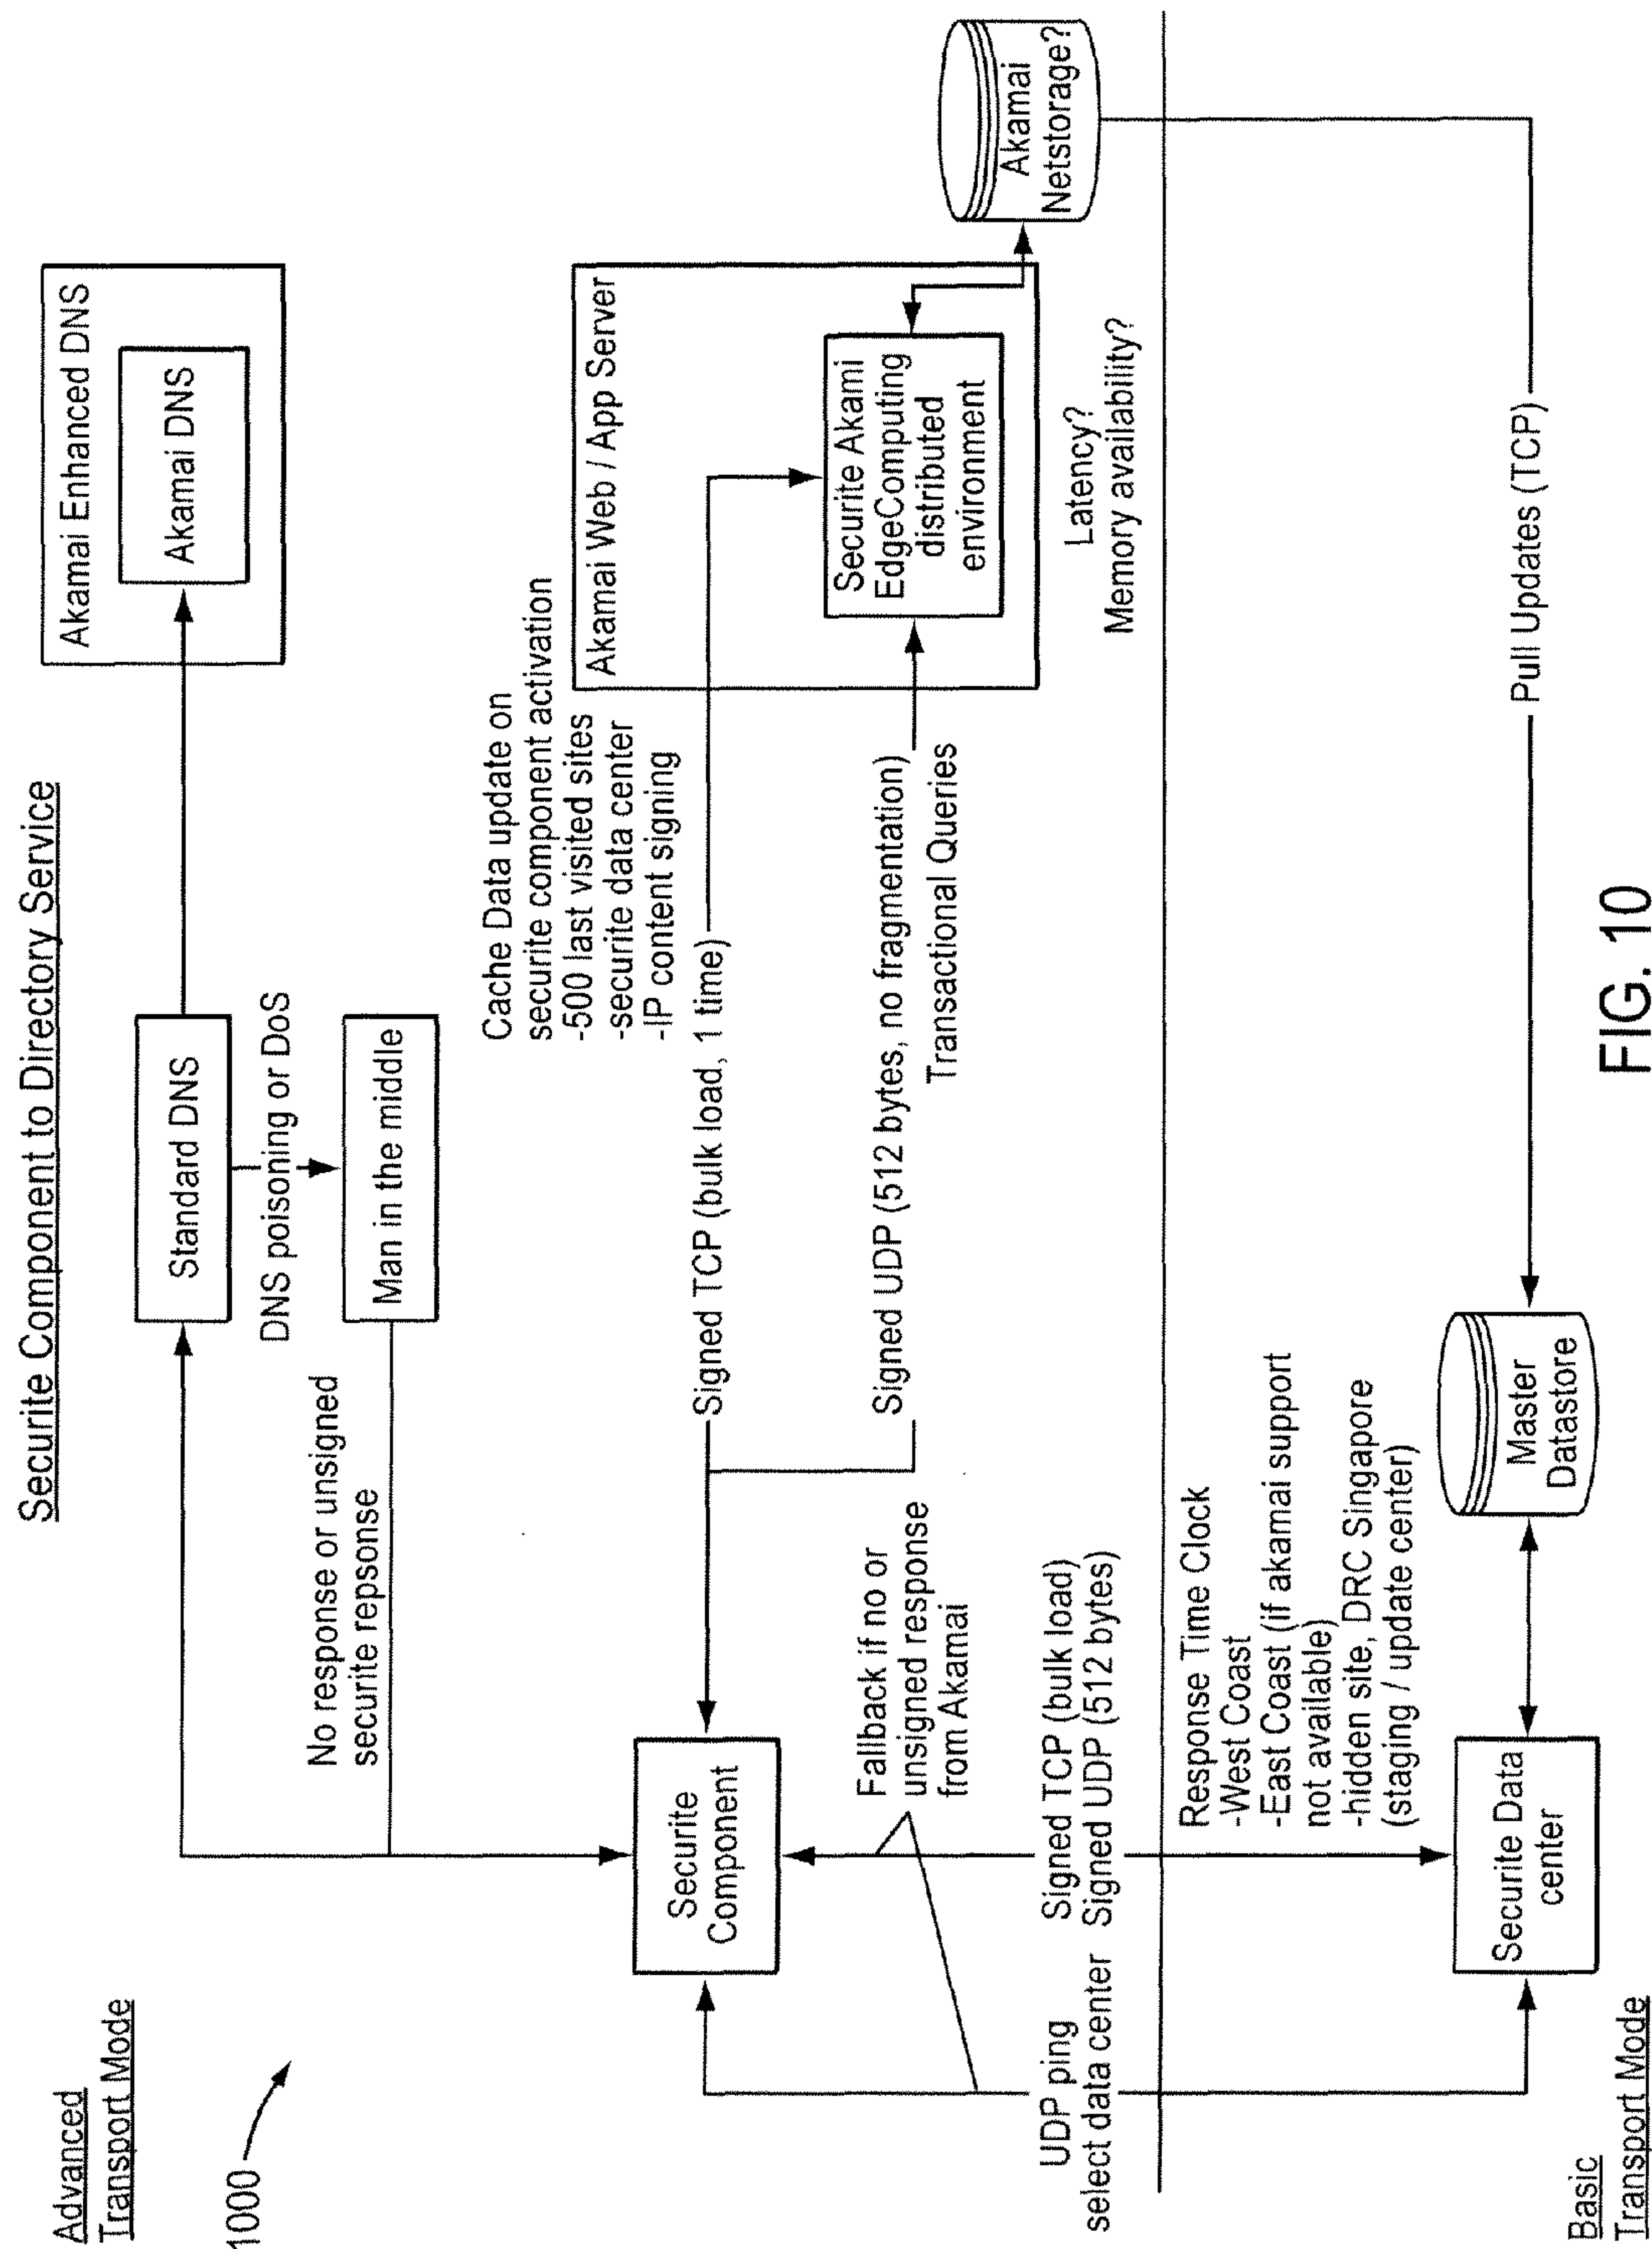 Securite Component to Directory Service
Advanced
Transport Mode
1000
Akamai Enhanced DNS
Akamai DNS
Standard DNS
DNS poisoning or DoS
Man in the middle
No response or unsigned
securite repsonse
Cache Data update on
securite component activation
-500 last visited sites
-securite data center
-IP content signing
Signed TCP (bulk load, 1 time)
Akamai Web / App Server
Securite Akami
EdgeComputing
distributed
environment
Signed UDP (512 bytes, no fragmentation)
Transactional Queries
Akamai
Netstorage?
Latency?
Memory availability?
Securite
Component
Fallback if no or
unsigned response
from Akamai
UDP ping
select data center
Signed TCP (bulk load)
Signed UDP (512 bytes)
Response Time Clock
-West Coast
-East Coast (if akamai support
not available)
-hidden site, DRC Singapore
(staging / update center)
Pull Updates (TCP)
Securite Data
center
Master
Datastore
Basic
Transport Mode
FIG. 10